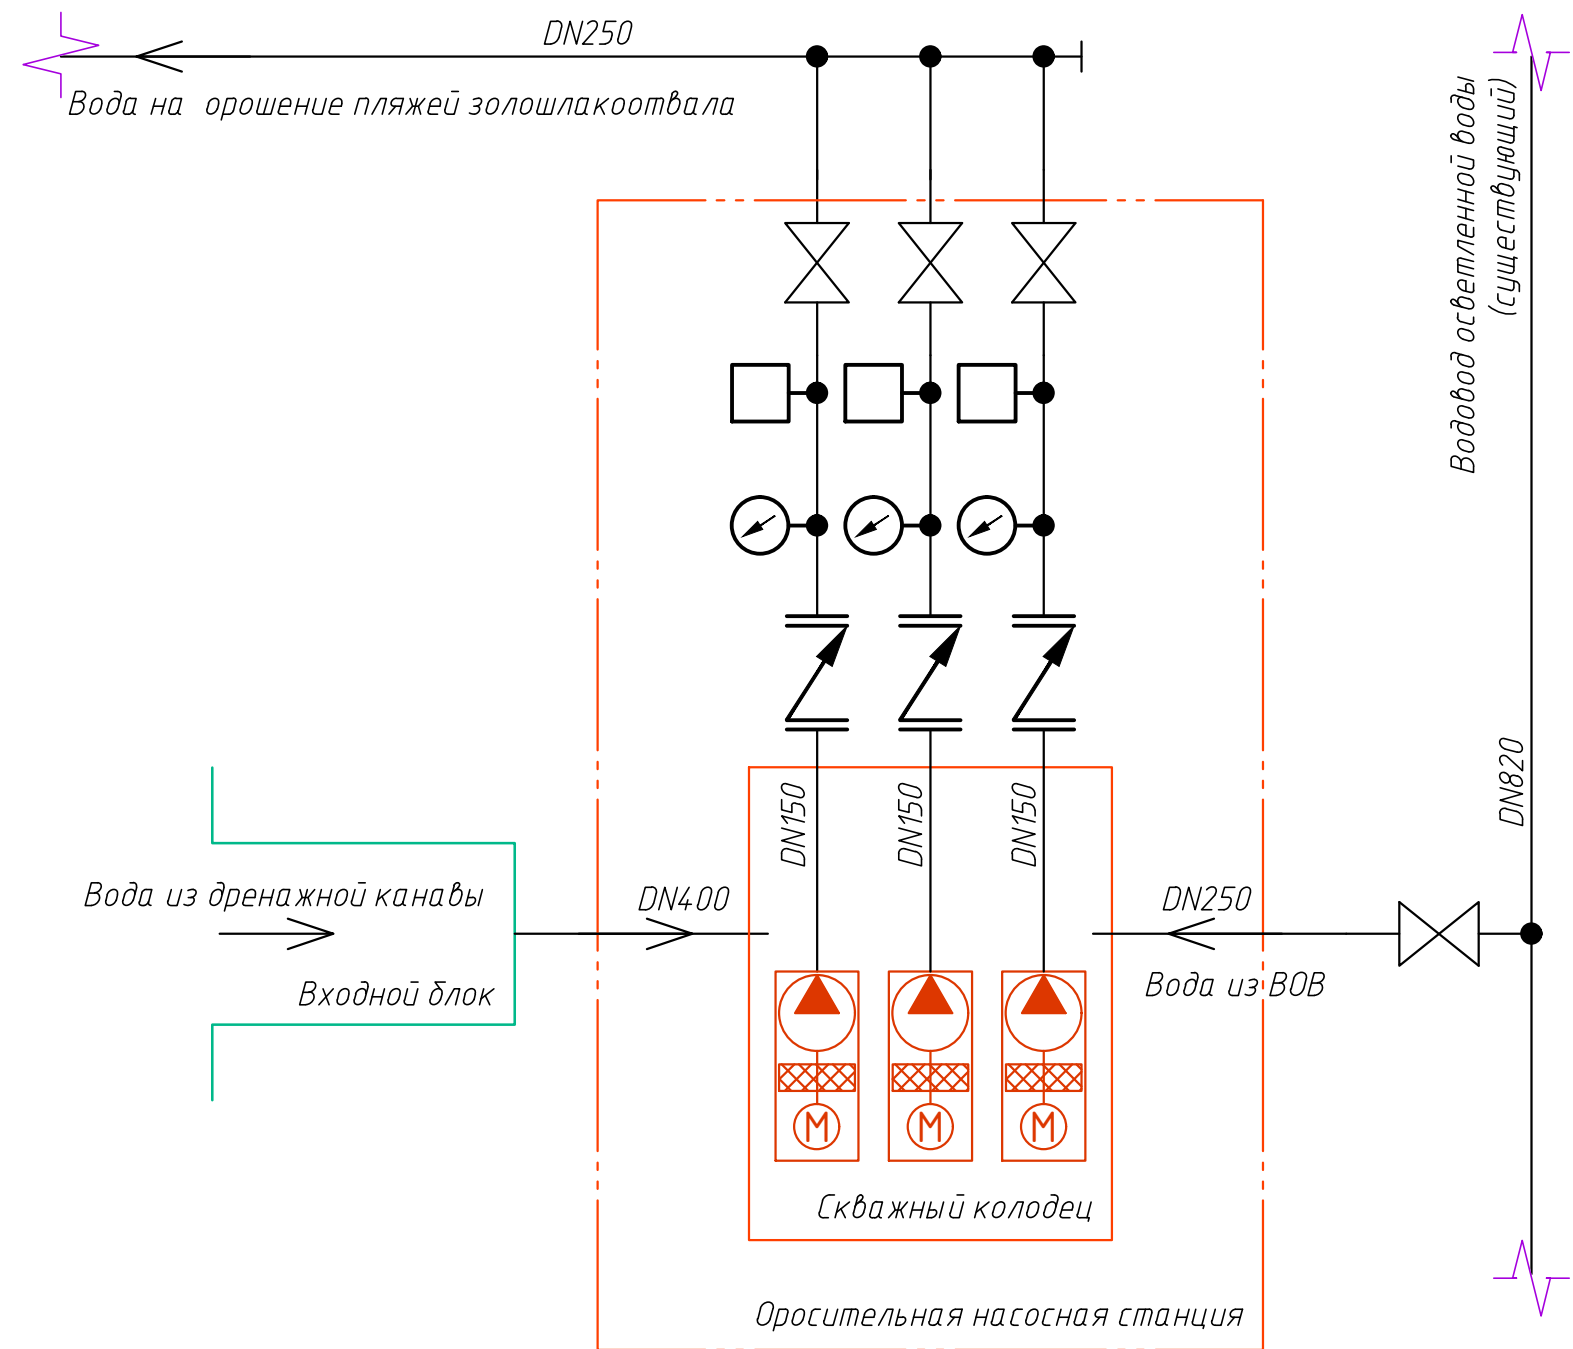 DN250
Вода на орошение пляжей золошлакоотвала
Водовод осветленной воды
(существующий)
DN820
DN150
DN150
DN150
Вода из дренажной канавы
DN400
DN250
Входной блок
Вода из ВОВ
М
М
М
Скважный колодец
Оросительная насосная станция